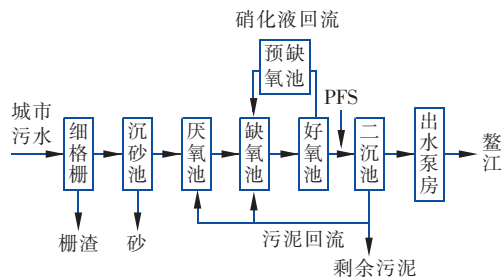 硝化液回流
预缺氧池
PFS
城市污水
细格栅
沉砂池
厌氧池
缺氧池
好氧池
二沉池
出水泵房
鳌江
栅渣
砂
污泥回流
剩余污泥